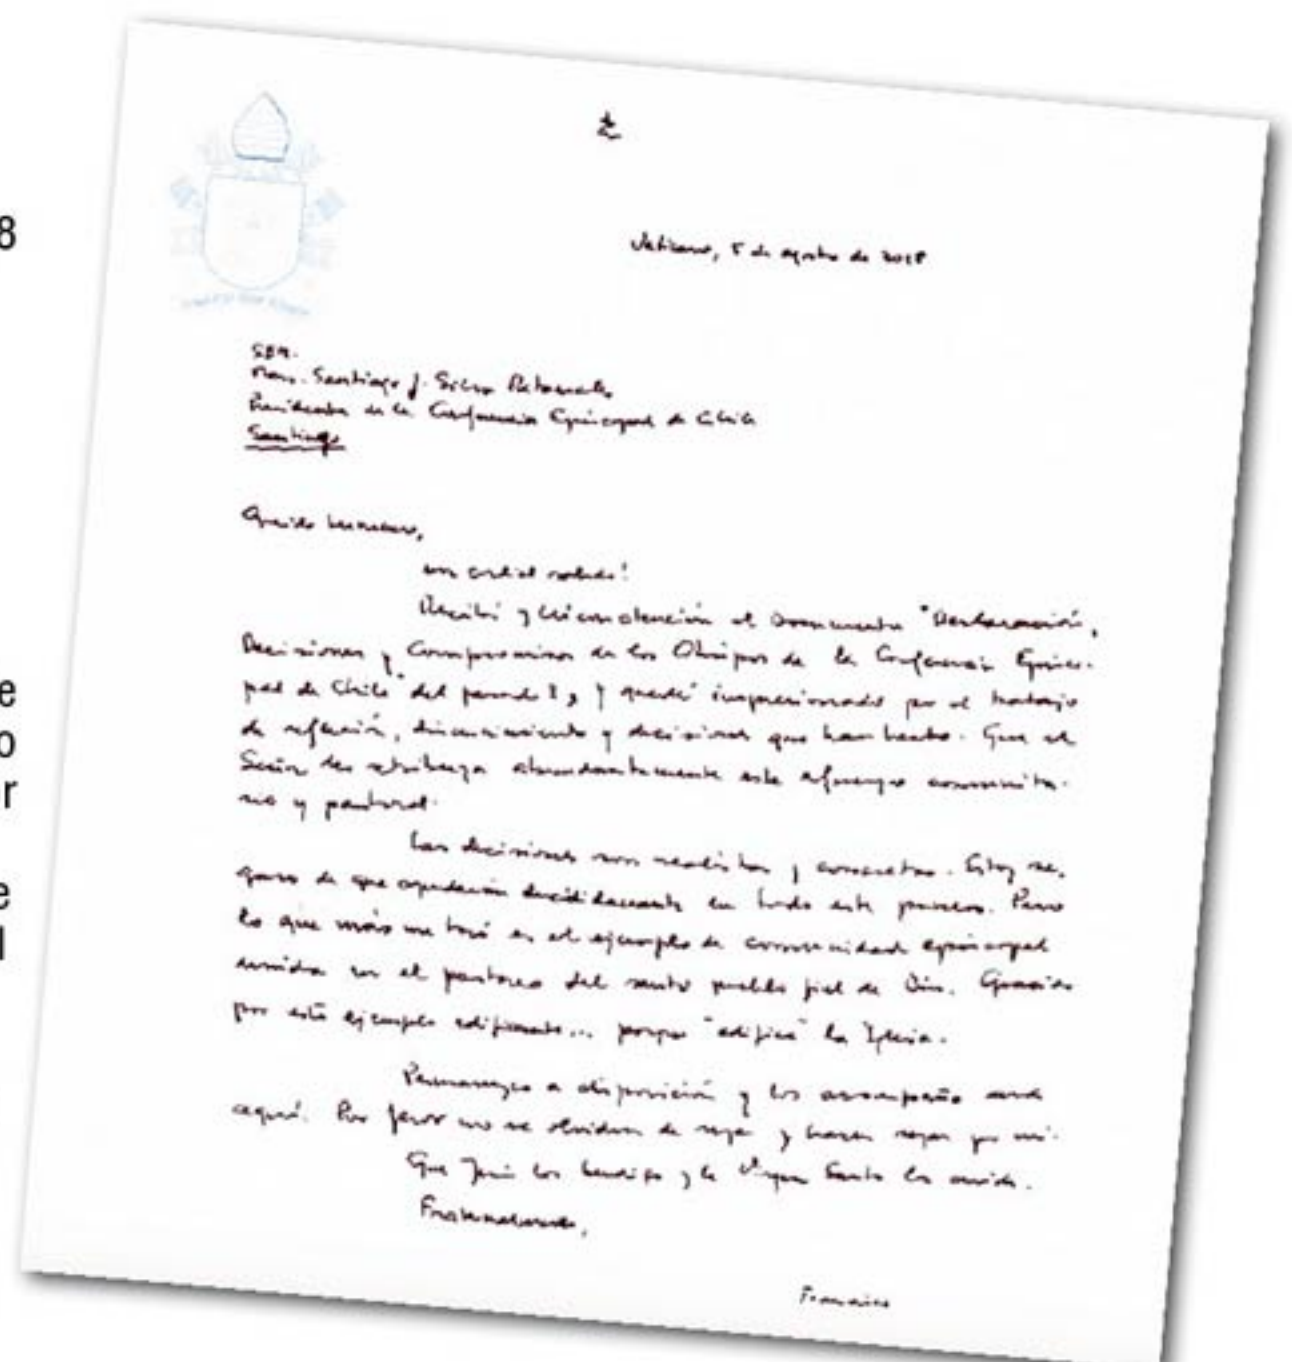 8
e
o
r
e
l
Vaticano, 5 de agosto de 2018
S.E.R.
Mons. Santiago J. Silva Retamales
Presidente de la Conferencia Episcopal de Chile
Santiago
Querido hermano,
un cordial saludo!
Recibí y leí con atención el Documento "Declaración,
Decisiones y Compromisos de los Obispos de la Conferencia Episco-
pal de Chile" del pasado 3, y quedé impresionado por el trabajo
de reflexión, discernimiento y decisiones que han hecho. Que el
Señor les retribuya abundantemente este esfuerzo comunita-
rio y pastoral.
Las decisiones son realistas y concretas. Estoy se-
guro de que ayudarán decididamente en todo este proceso. Pero
lo que más me tocó es el ejemplo de comunidad episcopal
unida en el pastoreo del santo pueblo fiel de Dios. Gracias
por este ejemplo edificante... porque "edifica" la Iglesia.
Permanezco a disposición y los acompaño desde
aquí. Por favor no se olviden de rezar y hacer rezar por mí.
Que Jesús los bendiga y la Virgen Santa los cuide.
Fraternalmente,
Francisco